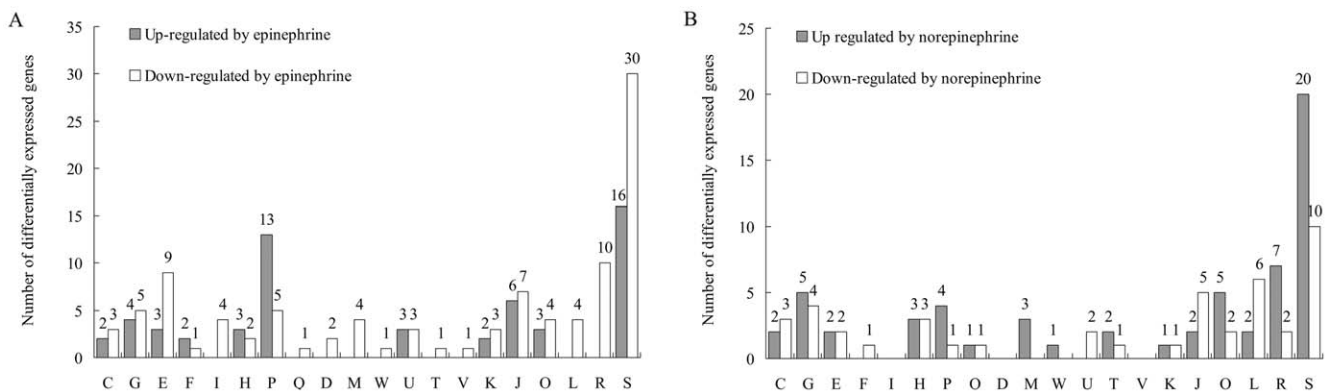 A
Number of differentially expressed genes
35
30
25
20
15
10
5
0
Up-regulated by epinephrine
Down-regulated by epinephrine
2 3 4 5 3 9 2 1 4 3 2 13 5 1 2 4 1 3 3 1 1 2 3 6 7 3 4 4 10 16 30
C G E F I H P Q D M W U T V K J O L R S
B
Number of differentially expressed genes
25
20
15
10
5
0
Up regulated by norepinephrine
Down-regulated by norepinephrine
2 3 5 4 2 2 1 3 3 4 1 1 1 3 1 2 2 1 1 1 2 5 5 2 2 6 7 2 20 10
C G E F I H P O D M W U T V K J O L R S